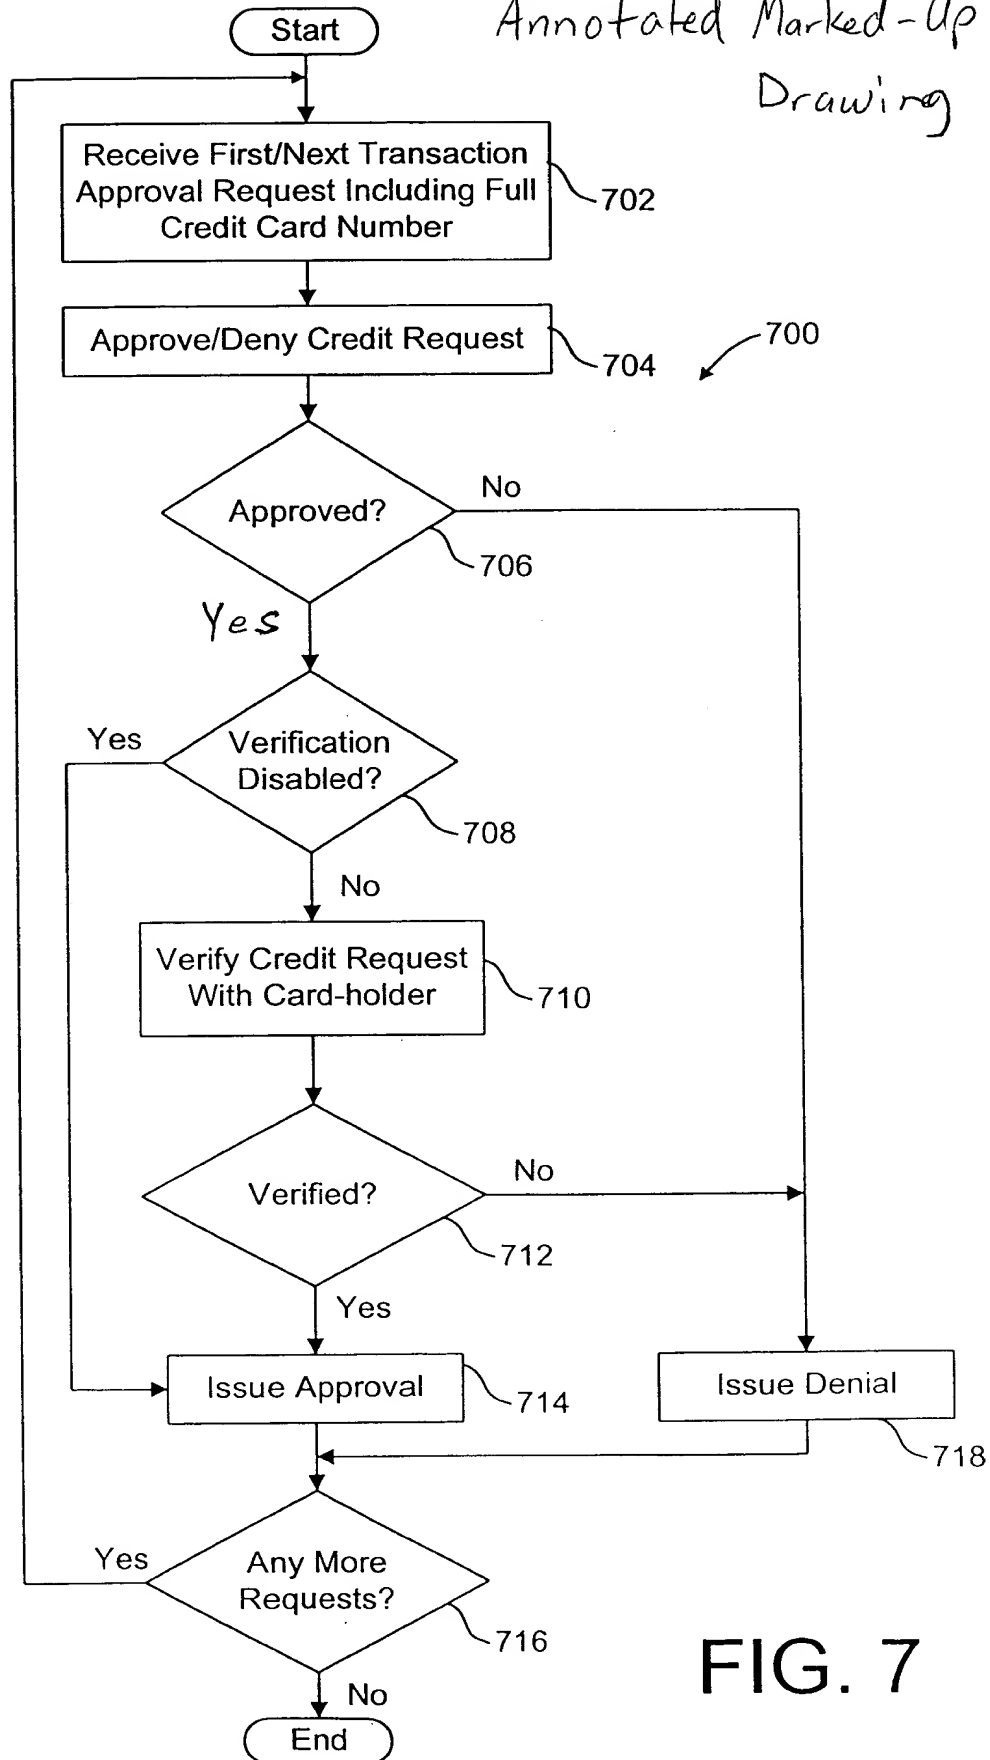 Start
Annotated Marked-Up
Drawing
Receive First/Next Transaction
Approval Request Including Full
Credit Card Number
702
Approve/Deny Credit Request
704
700
Approved?
No
706
Yes
Yes
Verification
Disabled?
708
No
Verify Credit Request
With Card-holder
710
Verified?
No
712
Yes
Issue Approval
714
Issue Denial
718
Yes
Any More
Requests?
716
No
End
FIG. 7